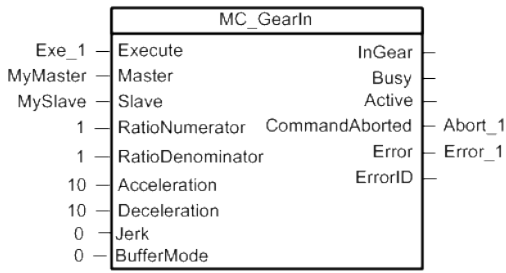 MC_GearIn
Exe_1 Execute InGear
MyMaster Master Busy
MySlave Slave Active
1 RatioNumerator CommandAborted Abort_1
1 RatioDenominator Error Error_1
10 Acceleration ErrorID
10 Deceleration
0 Jerk
0 BufferMode